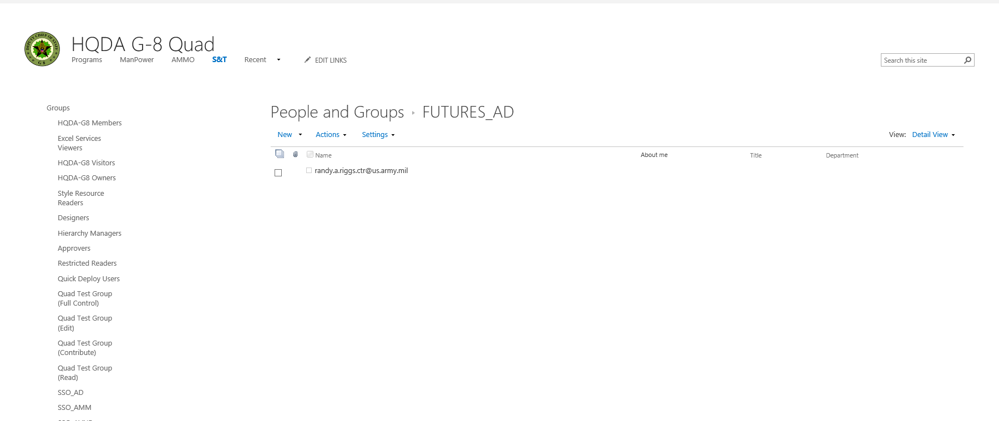 DEPUTY CHIEF OF STAFF
G 8
HQDA G-8 Quad
Programs ManPower AMMO S&T Recent EDIT LINKS
Search this site
Groups
HQDA-G8 Members
Excel Services
Viewers
HQDA-G8 Visitors
HQDA-G8 Owners
Style Resource
Readers
Designers
Hierarchy Managers
Approvers
Restricted Readers
Quick Deploy Users
Quad Test Group
(Full Control)
Quad Test Group
(Edit)
Quad Test Group
(Contribute)
Quad Test Group
(Read)
SSO_AD
SSO_AMM
People and Groups FUTURES_AD
New Actions Settings View: Detail View
Name About me Title Department
randy.a.riggs.ctr@us.army.mil